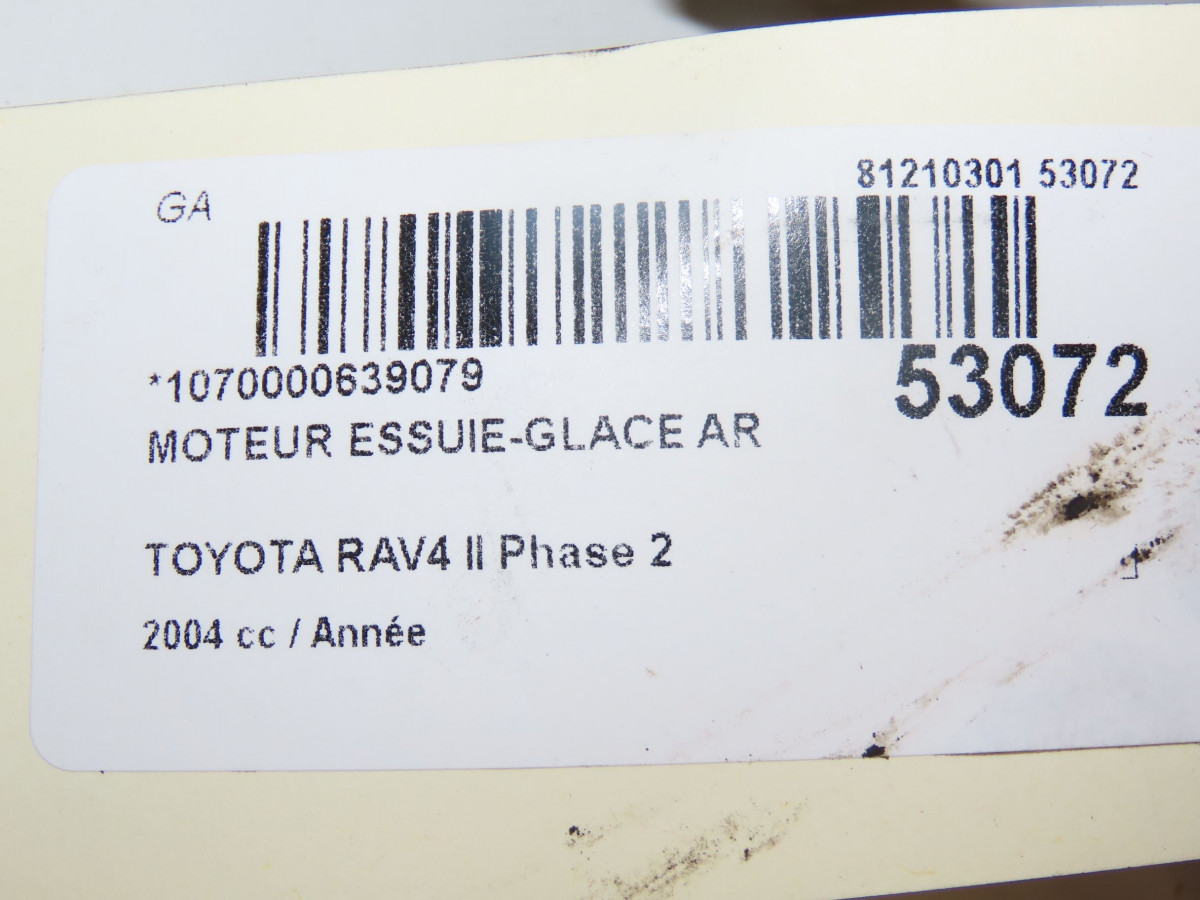 GA
81210301 53072
*1070000639079
53072
MOTEUR ESSUIE-GLACE AR
TOYOTA RAV4 II Phase 2
2004 cc / Année